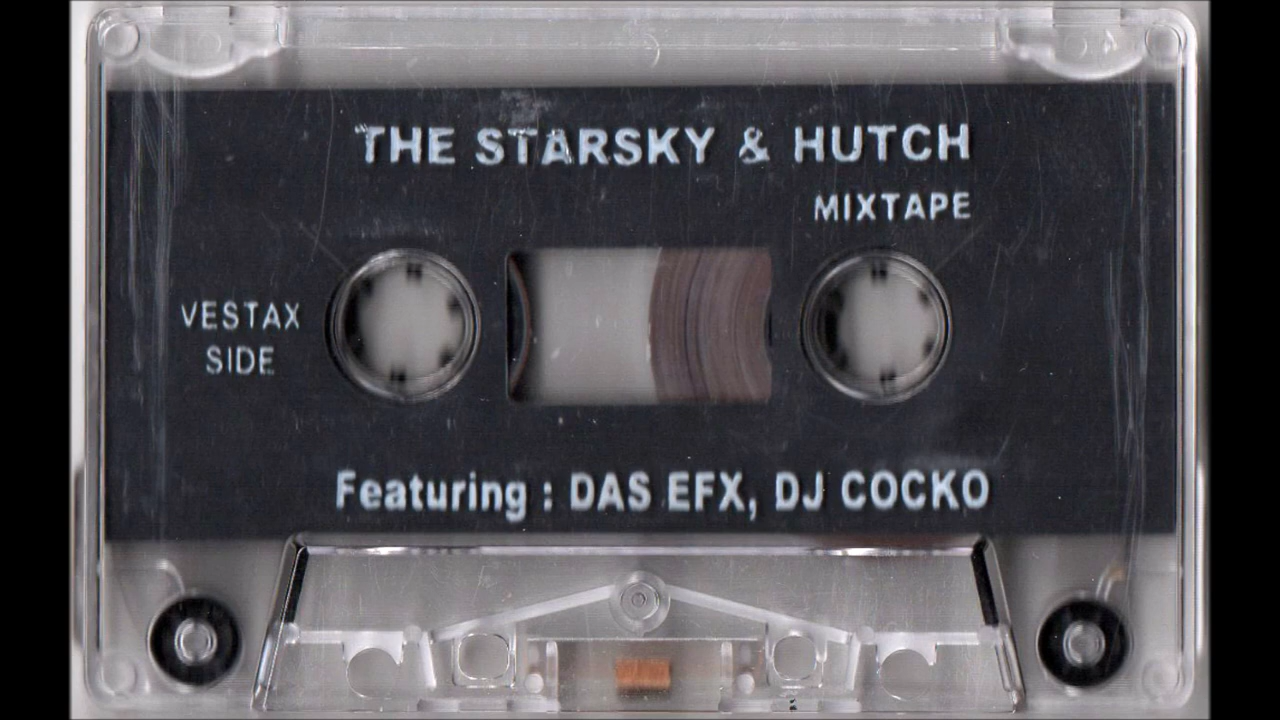 THE STARSKY & HUTCH
MIXTAPE
VESTAX
SIDE
Featuring : DAS EFX, DJ COCKO